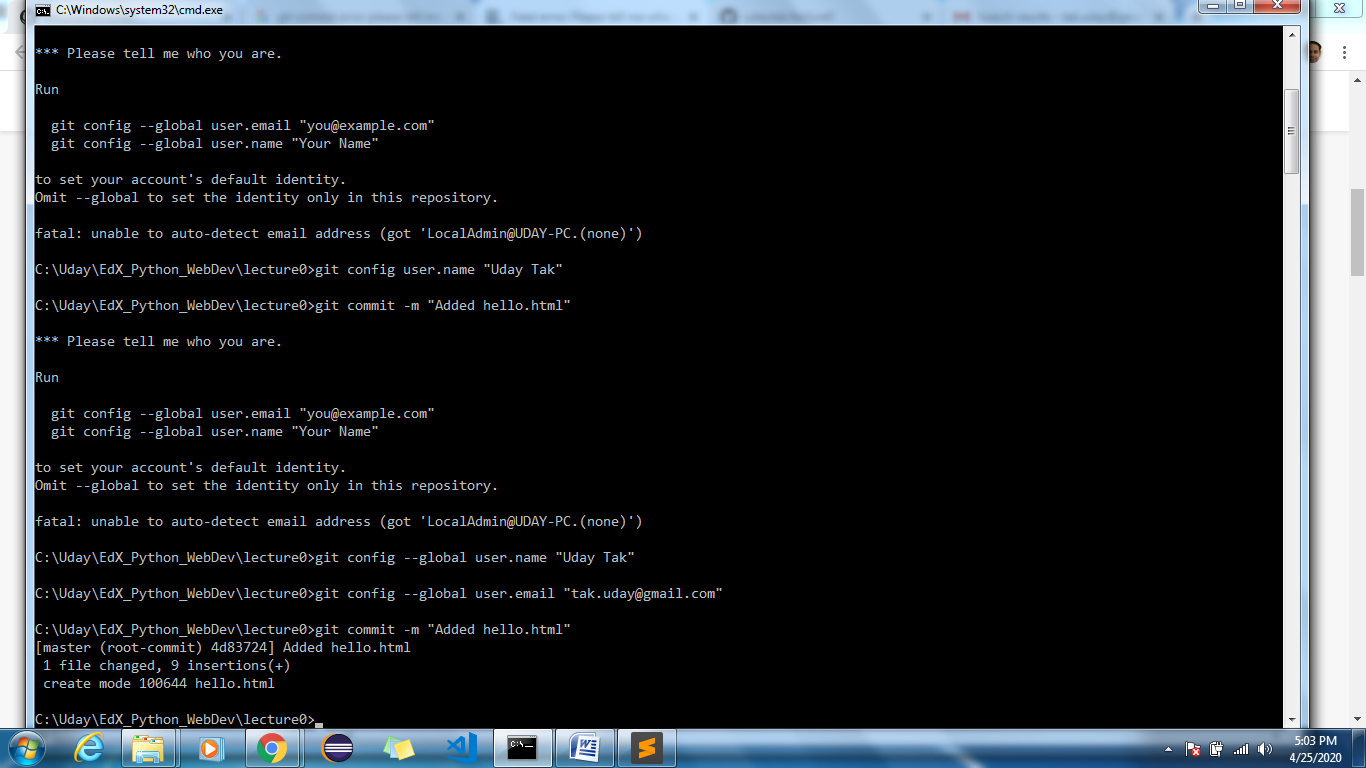 C:\Windows\system32\cmd.exe
*** Please tell me who you are.
Run
git config --global user.email "you@example.com"
git config --global user.name "Your Name"
to set your account's default identity.
Omit --global to set the identity only in this repository.
fatal: unable to auto-detect email address (got 'LocalAdmin@UDAY-PC.(none)')
C:\Uday\EdX_Python_WebDev\lecture0>git config user.name "Uday Tak"
C:\Uday\EdX_Python_WebDev\lecture0>git commit -m "Added hello.html"
*** Please tell me who you are.
Run
git config --global user.email "you@example.com"
git config --global user.name "Your Name"
to set your account's default identity.
Omit --global to set the identity only in this repository.
fatal: unable to auto-detect email address (got 'LocalAdmin@UDAY-PC.(none)')
C:\Uday\EdX_Python_WebDev\lecture0>git config --global user.name "Uday Tak"
C:\Uday\EdX_Python_WebDev\lecture0>git config --global user.email "tak.uday@gmail.com"
C:\Uday\EdX_Python_WebDev\lecture0>git commit -m "Added hello.html"
[master (root-commit) 4d83724] Added hello.html
1 file changed, 9 insertions(+)
create mode 100644 hello.html
C:\Uday\EdX_Python_WebDev\lecture0>
5:03 PM
4/25/2020